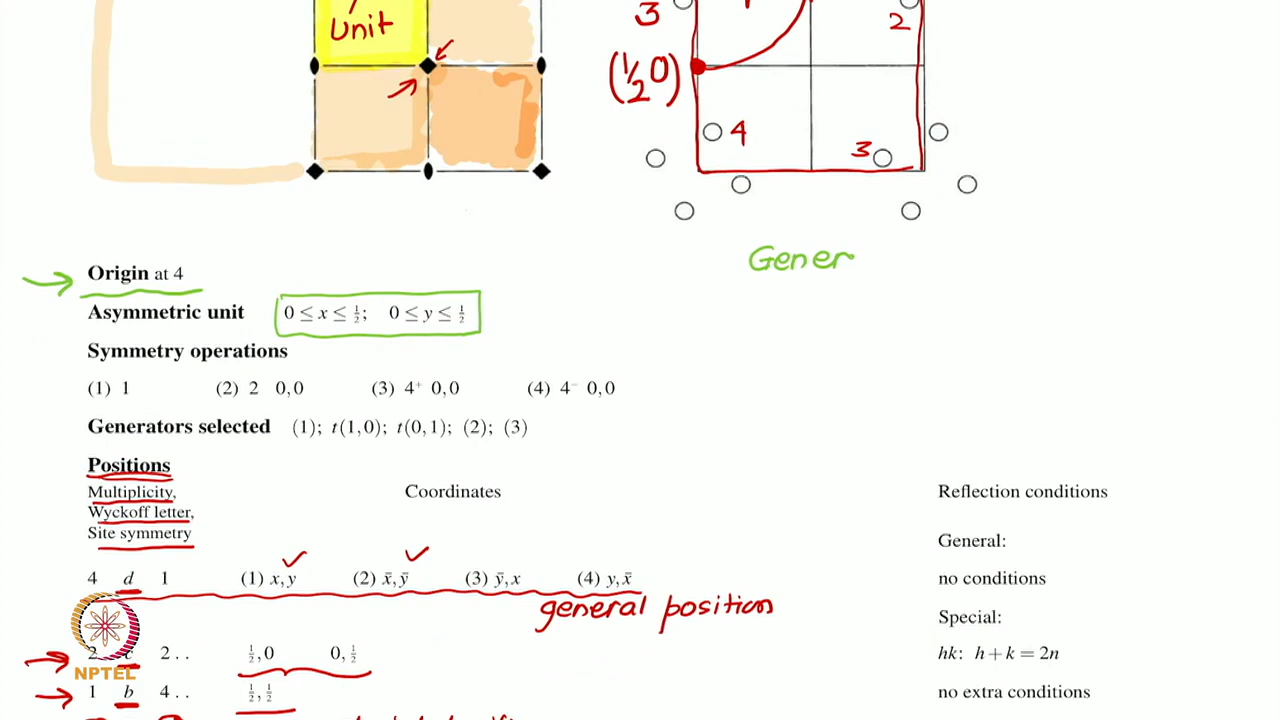 Unit
3
2
(½0)
4
3
Gener
Origin at 4
Asymmetric unit 0 ≤ x ≤ ½; 0 ≤ y ≤ ½
Symmetry operations
(1) 1 (2) 2 0,0 (3) 4⁺ 0,0 (4) 4⁻ 0,0
Generators selected (1); t(1,0); t(0,1); (2); (3)
Positions
Multiplicity,
Wyckoff letter,
Site symmetry
Coordinates
Reflection conditions
General:
4 d 1 (1) x,y (2) x̄,ȳ (3) ȳ,x (4) y,x̄ no conditions
general position
Special:
2 c 2 . . ½,0 0,½ hk: h + k = 2n
NPTEL
1 b 4 . . ½,½ no extra conditions